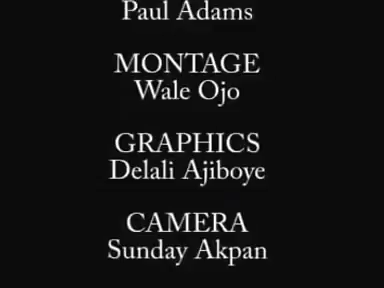 Paul Adams
MONTAGE
Wale Ojo
GRAPHICS
Delali Ajiboye
CAMERA
Sunday Akpan